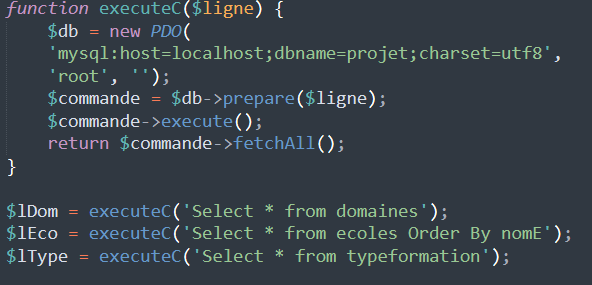 function executeC($ligne) {
    $db = new PDO(
    'mysql:host=localhost;dbname=projet;charset=utf8',
    'root', '');
    $commande = $db->prepare($ligne);
    $commande->execute();
    return $commande->fetchAll();
}

$lDom = executeC('Select * from domaines');
$lEco = executeC('Select * from ecoles Order By nomE');
$lType = executeC('Select * from typeformation');